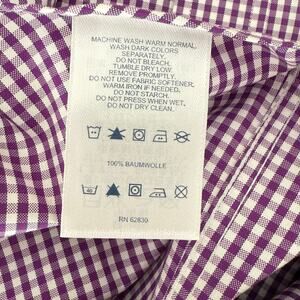 MACHINE WASH WARM NORMAL.
WASH DARK COLORS
SEPARATELY.
DO NOT BLEACH.
TUMBLE DRY LOW.
REMOVE PROMPTLY.
DO NOT USE FABRIC SOFTENER.
WARM IRON IF NEEDED.
DO NOT STARCH.
DO NOT PRESS WHEN WET.
DO NOT DRY CLEAN.
100% BAUMWOLLE
RN 62830